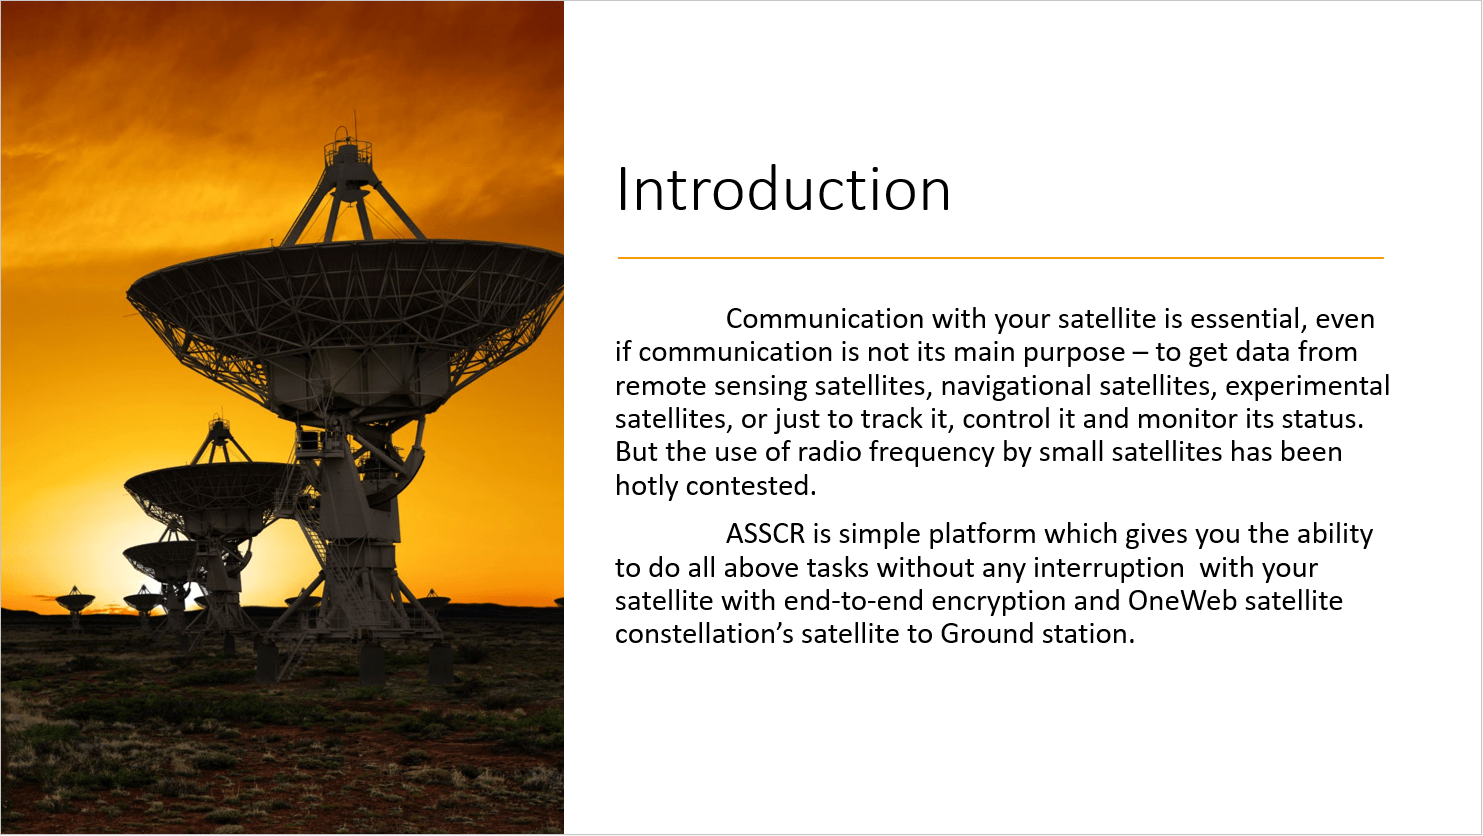 Introduction
Communication with your satellite is essential, even
if communication is not its main purpose – to get data from
remote sensing satellites, navigational satellites, experimental
satellites, or just to track it, control it and monitor its status.
But the use of radio frequency by small satellites has been
hotly contested.
ASSCR is simple platform which gives you the ability
to do all above tasks without any interruption  with your
satellite with end-to-end encryption and OneWeb satellite
constellation’s satellite to Ground station.